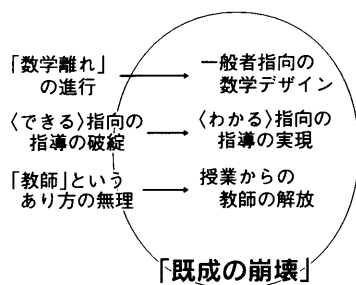 「数学離れ」
の進行
一般者指向の
数学デザイン
〈できる〉指向の
指導の破綻
〈わかる〉指向の
指導の実現
「教師」という
あり方の無理
授業からの
教師の解放
「既成の崩壊」